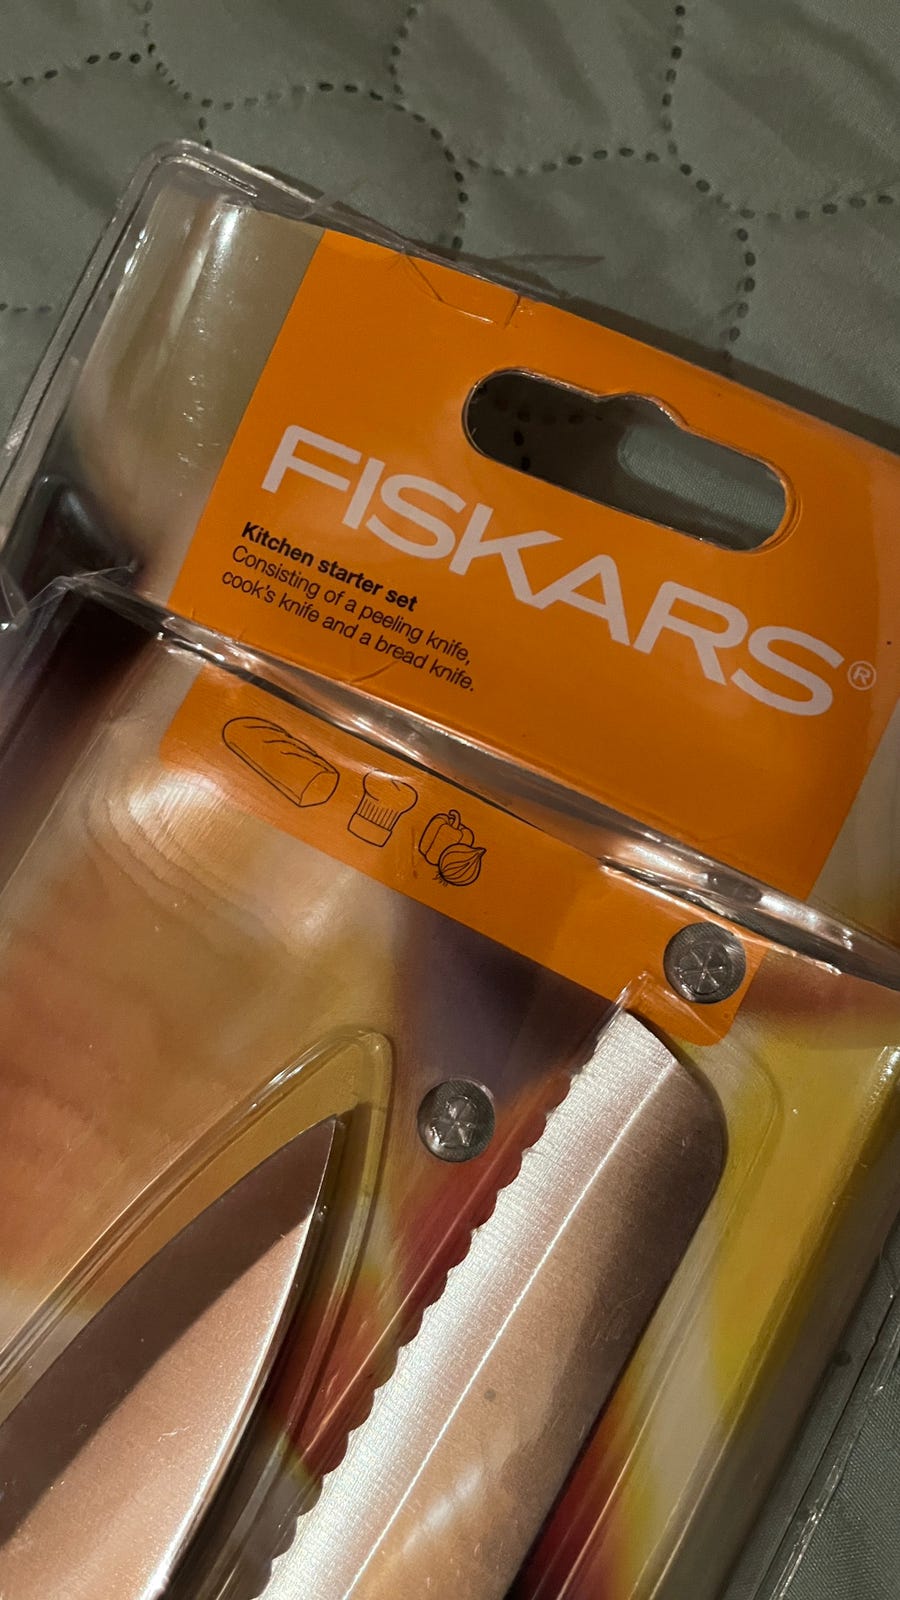 FISKARS®
Kitchen starter set
Consisting of a peeling knife,
cook's knife and a bread knife.